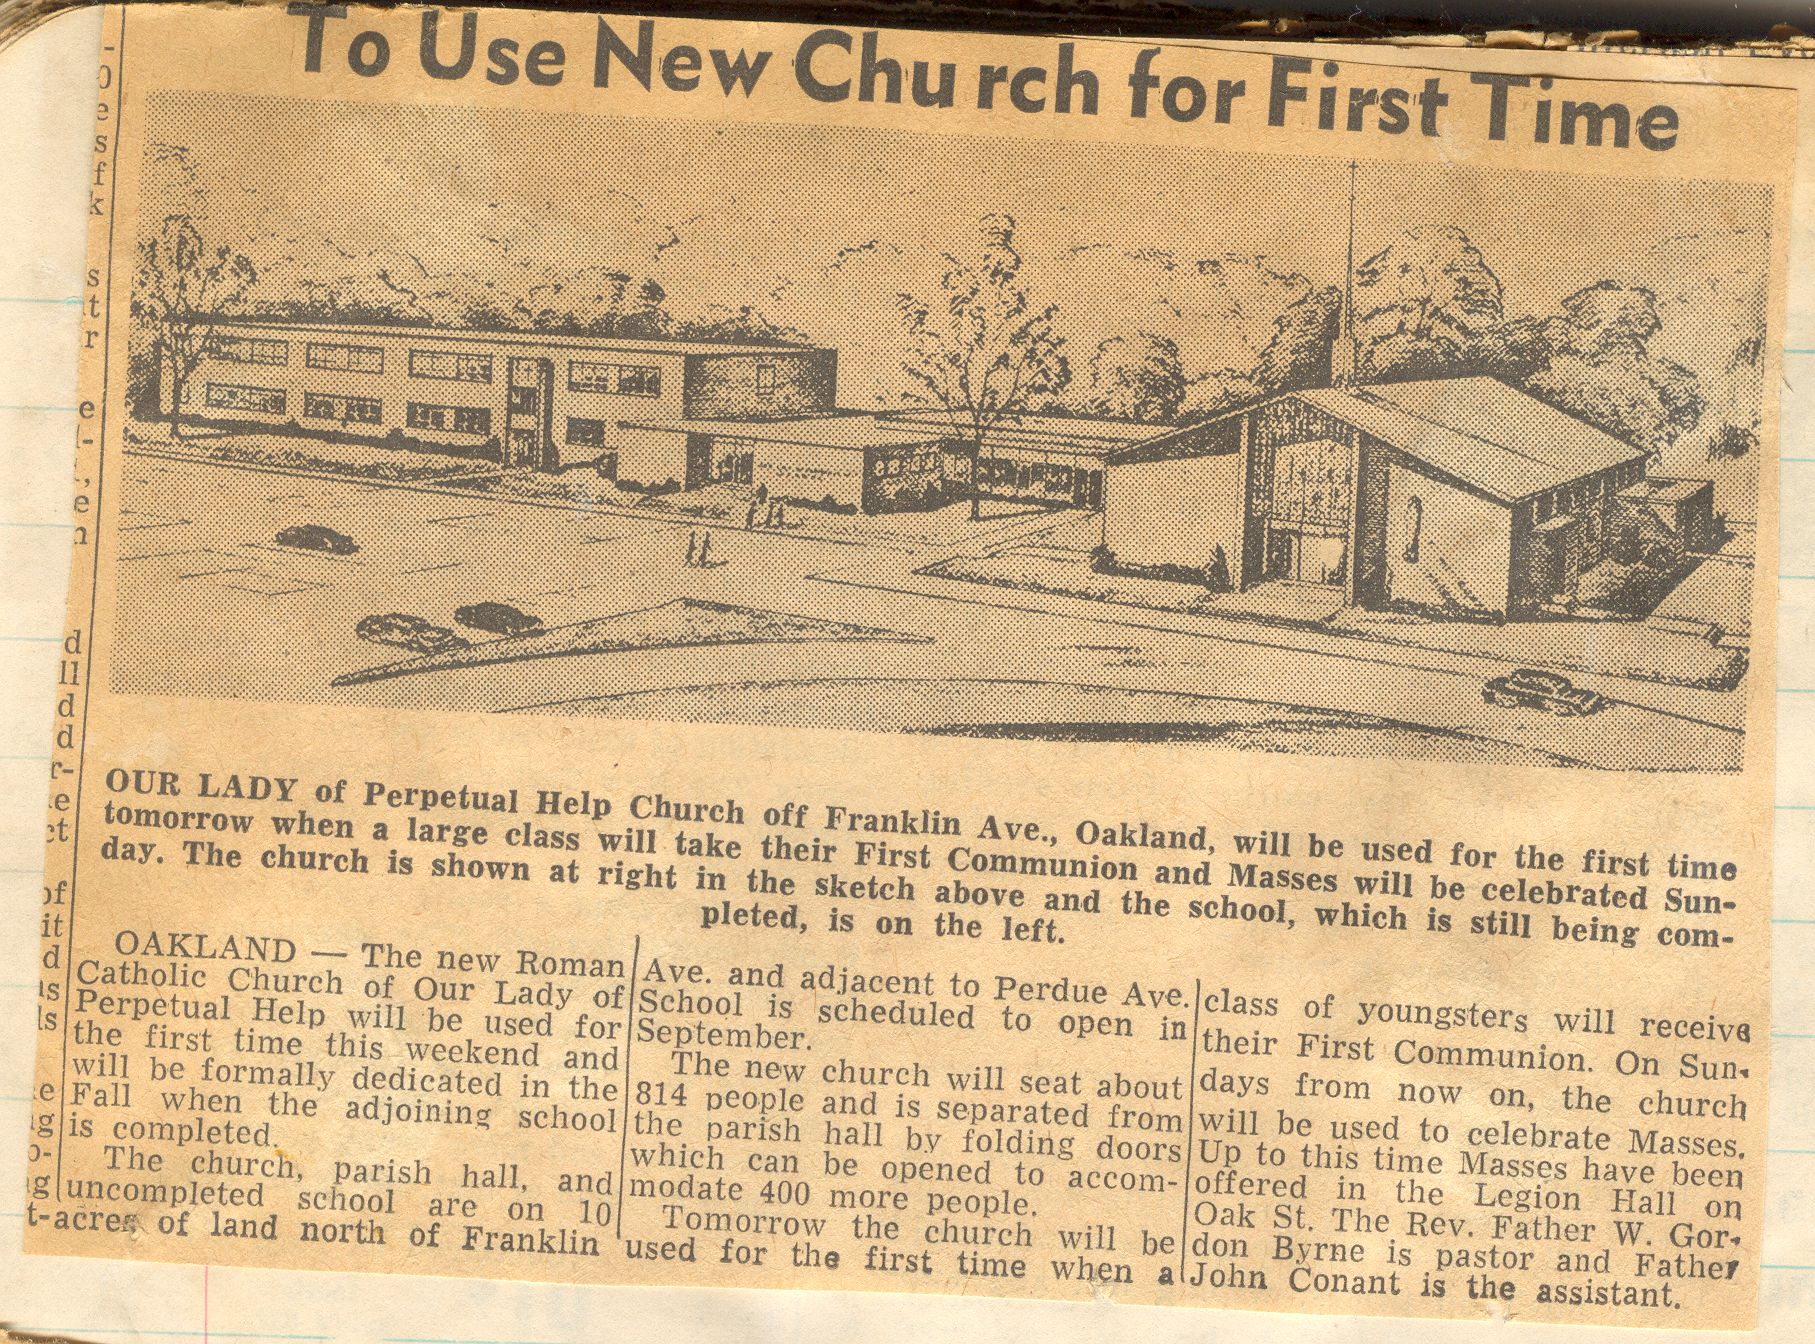 To Use New Church for First Time
OUR LADY of Perpetual Help Church off Franklin Ave., Oakland, will be used for the first time
tomorrow when a large class will take their First Communion and Masses will be celebrated Sun-
day. The church is shown at right in the sketch above and the school, which is still being com-
pleted, is on the left.
OAKLAND — The new Roman
Catholic Church of Our Lady of
Perpetual Help will be used for
the first time this weekend and
will be formally dedicated in the
Fall when the adjoining school
is completed.
The church, parish hall, and
uncompleted school are on 10
acres of land north of Franklin
Ave. and adjacent to Perdue Ave.
School is scheduled to open in
September.
The new church will seat about
814 people and is separated from
the parish hall by folding doors
which can be opened to accom-
modate 400 more people.
Tomorrow the church will be
used for the first time when a
class of youngsters will receive
their First Communion. On Sun-
days from now on, the church
will be used to celebrate Masses.
Up to this time Masses have been
offered in the Legion Hall on
Oak St. The Rev. Father W. Gor-
don Byrne is pastor and Father
John Conant is the assistant.